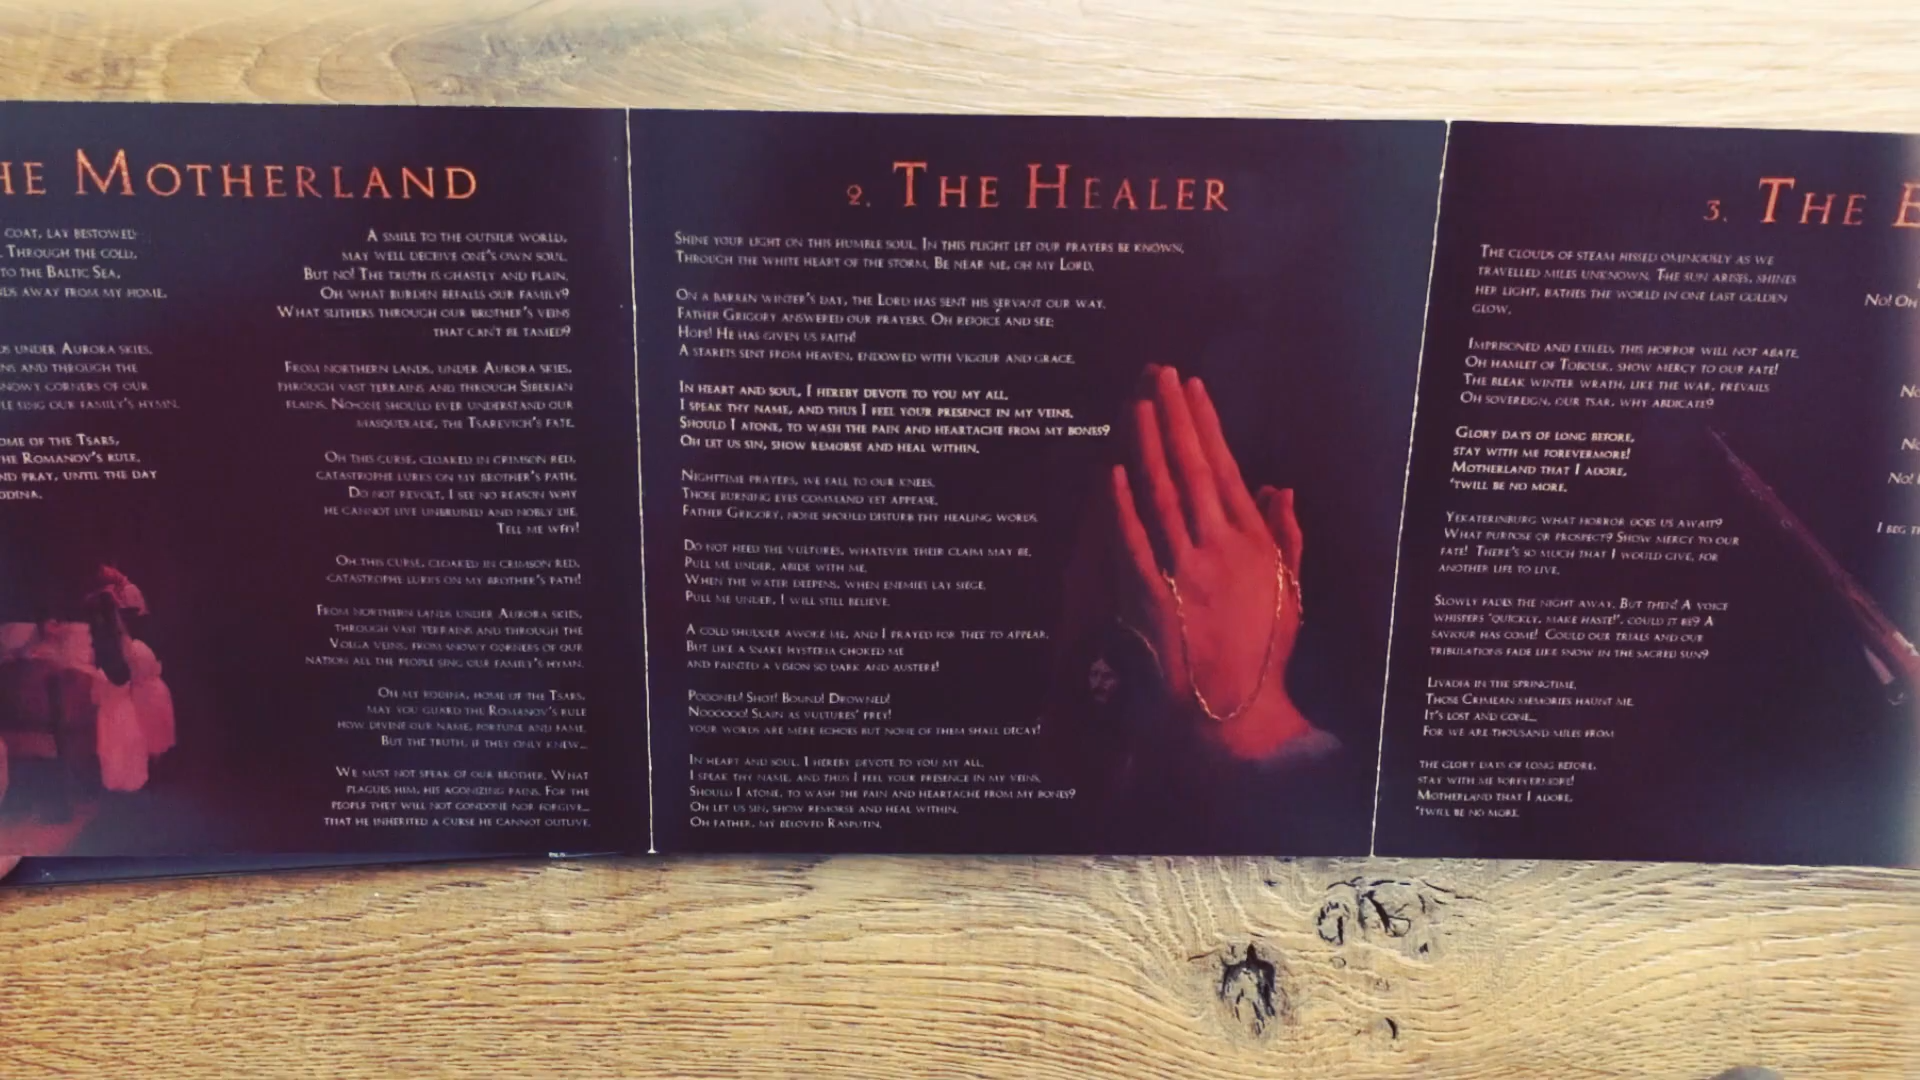 HE MOTHERLAND
COAT, LAY BESTOWED
THROUGH THE COLD,
TO THE BALTIC SEA,
AWAY FROM MY HOME.
UNDER AURORA SKIES,
AND THROUGH THE
SNOWY CORNERS OF OUR
SING OUR FAMILY'S HYMN.
OME OF THE TSARS,
HE ROMANOV'S RULE,
ND PRAY, UNTIL THE DAY
ODINA.
A SMILE TO THE OUTSIDE WORLD,
MAY WELL DECEIVE ONE'S OWN SOUL.
BUT NO! THE TRUTH IS GHASTLY AND PLAIN.
OH WHAT BURDEN BEFALLS OUR FAMILY?
WHAT SLITHERS THROUGH OUR BROTHER'S VEINS
THAT CAN'T BE TAMED?
FROM NORTHERN LANDS, UNDER AURORA SKIES,
THROUGH VAST TERRAINS AND THROUGH SIBERIAN
PLAINS. NO-ONE SHOULD EVER UNDERSTAND OUR
MASQUERADE, THE TSAREVICH'S FATE.
OH THIS CURSE, CLOAKED IN CRIMSON RED,
CATASTROPHE LURKS ON MY BROTHER'S PATH.
DO NOT REVOLT, I SEE NO REASON WHY
HE CANNOT LIVE UNBRUISED AND NOBLY DIE.
TELL ME WHY!
OH THIS CURSE, CLOAKED IN CRIMSON RED,
CATASTROPHE LURKS ON MY BROTHER'S PATH!
FROM NORTHERN LANDS UNDER AURORA SKIES,
THROUGH VAST TERRAINS AND THROUGH THE
VOLGA VEINS, FROM SNOWY CORNERS OF OUR
NATION ALL THE PEOPLE SING OUR FAMILY'S HYMN.
OH MY RODINA, HOME OF THE TSARS,
MAY YOU GUARD THE ROMANOV'S RULE
HOW DIVINE OUR NAME, FORTUNE AND FAME.
BUT THE TRUTH, IF THEY ONLY KNEW...
WE MUST NOT SPEAK OF OUR BROTHER. WHAT
PLAGUES HIM, HIS AGONIZING PAINS. FOR THE
PEOPLE THEY WILL NOT CONDONE NOR FORGIVE...
THAT HE INHERITED A CURSE HE CANNOT OUTLIVE.
2. THE HEALER
SHINE YOUR LIGHT ON THIS HUMBLE SOUL. IN THIS PLIGHT LET OUR PRAYERS BE KNOWN,
THROUGH THE WHITE HEART OF THE STORM. BE NEAR ME, OH MY LORD.
ON A BARREN WINTER'S DAY, THE LORD HAS SENT HIS SERVANT OUR WAY.
FATHER GRIGORY ANSWERED OUR PRAYERS. OH REJOICE AND SEE:
HOPE! HE HAS GIVEN US FAITH!
A STARETS SENT FROM HEAVEN, ENDOWED WITH VIGOUR AND GRACE.
IN HEART AND SOUL, I HEREBY DEVOTE TO YOU MY ALL.
I SPEAK THY NAME, AND THUS I FEEL YOUR PRESENCE IN MY VEINS.
SHOULD I ATONE, TO WASH THE PAIN AND HEARTACHE FROM MY BONES?
OH LET US SIN, SHOW REMORSE AND HEAL WITHIN.
NIGHTTIME PRAYERS, WE FALL TO OUR KNEES.
THOSE BURNING EYES COMMAND YET APPEASE.
FATHER GRIGORY, NONE SHOULD DISTURB THY HEALING WORDS.
DO NOT HEED THE VULTURES, WHATEVER THEIR CLAIM MAY BE.
PULL ME UNDER, ABIDE WITH ME.
WHEN THE WATER DEEPENS, WHEN ENEMIES LAY SIEGE.
PULL ME UNDER, I WILL STILL BELIEVE.
A COLD SHUDDER AWOKE ME, AND I PRAYED FOR THEE TO APPEAR.
BUT LIKE A SNAKE HYSTERIA CHOKED ME
AND PAINTED A VISION SO DARK AND AUSTERE!
POISONED! SHOT! BOUND! DROWNED!
NOOOOOO! SLAIN AS VULTURES' PREY!
YOUR WORDS ARE MERE ECHOES BUT NONE OF THEM SHALL DECAY!
IN HEART AND SOUL, I HEREBY DEVOTE TO YOU MY ALL.
I SPEAK THY NAME, AND THUS I FEEL YOUR PRESENCE IN MY VEINS.
SHOULD I ATONE, TO WASH THE PAIN AND HEARTACHE FROM MY BONES?
OH LET US SIN, SHOW REMORSE AND HEAL WITHIN.
OH FATHER, MY BELOVED RASPUTIN.
3. THE E
THE CLOUDS OF STEAM HISSED OMINOUSLY AS WE
TRAVELLED MILES UNKNOWN. THE SUN ARISES, SHINES
HER LIGHT, BATHES THE WORLD IN ONE LAST GOLDEN
GLOW.
IMPRISONED AND EXILED, THIS HORROR WILL NOT ABATE.
OH HAMLET OF TOBOLSK, SHOW MERCY TO OUR FATE!
THE BLEAK WINTER WRATH, LIKE THE WAR, PREVAILS
OH SOVEREIGN, OUR TSAR, WHY ABDICATE?
GLORY DAYS OF LONG BEFORE,
STAY WITH ME FOREVERMORE!
MOTHERLAND THAT I ADORE,
'TWILL BE NO MORE.
YEKATERINBURG WHAT HORROR DOES US AWAIT?
WHAT PURPOSE OR PROSPECT? SHOW MERCY TO OUR
FATE! THERE'S SO MUCH THAT I WOULD GIVE, FOR
ANOTHER LIFE TO LIVE.
SLOWLY FADES THE NIGHT AWAY. BUT THEN! A VOICE
WHISPERS "QUICKLY, MAKE HASTE!". COULD IT BE? A
SAVIOUR HAS COME! COULD OUR TRIALS AND OUR
TRIBULATIONS FADE LIKE SNOW IN THE SACRED SUN?
LIVADIA IN THE SPRINGTIME,
THOSE CRIMEAN MEMORIES HAUNT ME.
IT'S LOST AND GONE...
FOR WE ARE THOUSAND MILES FROM
THE GLORY DAYS OF LONG BEFORE,
STAY WITH ME FOREVERMORE!
MOTHERLAND THAT I ADORE,
'TWILL BE NO MORE.
NO! OH
NO
NO
NO!
I BEG T